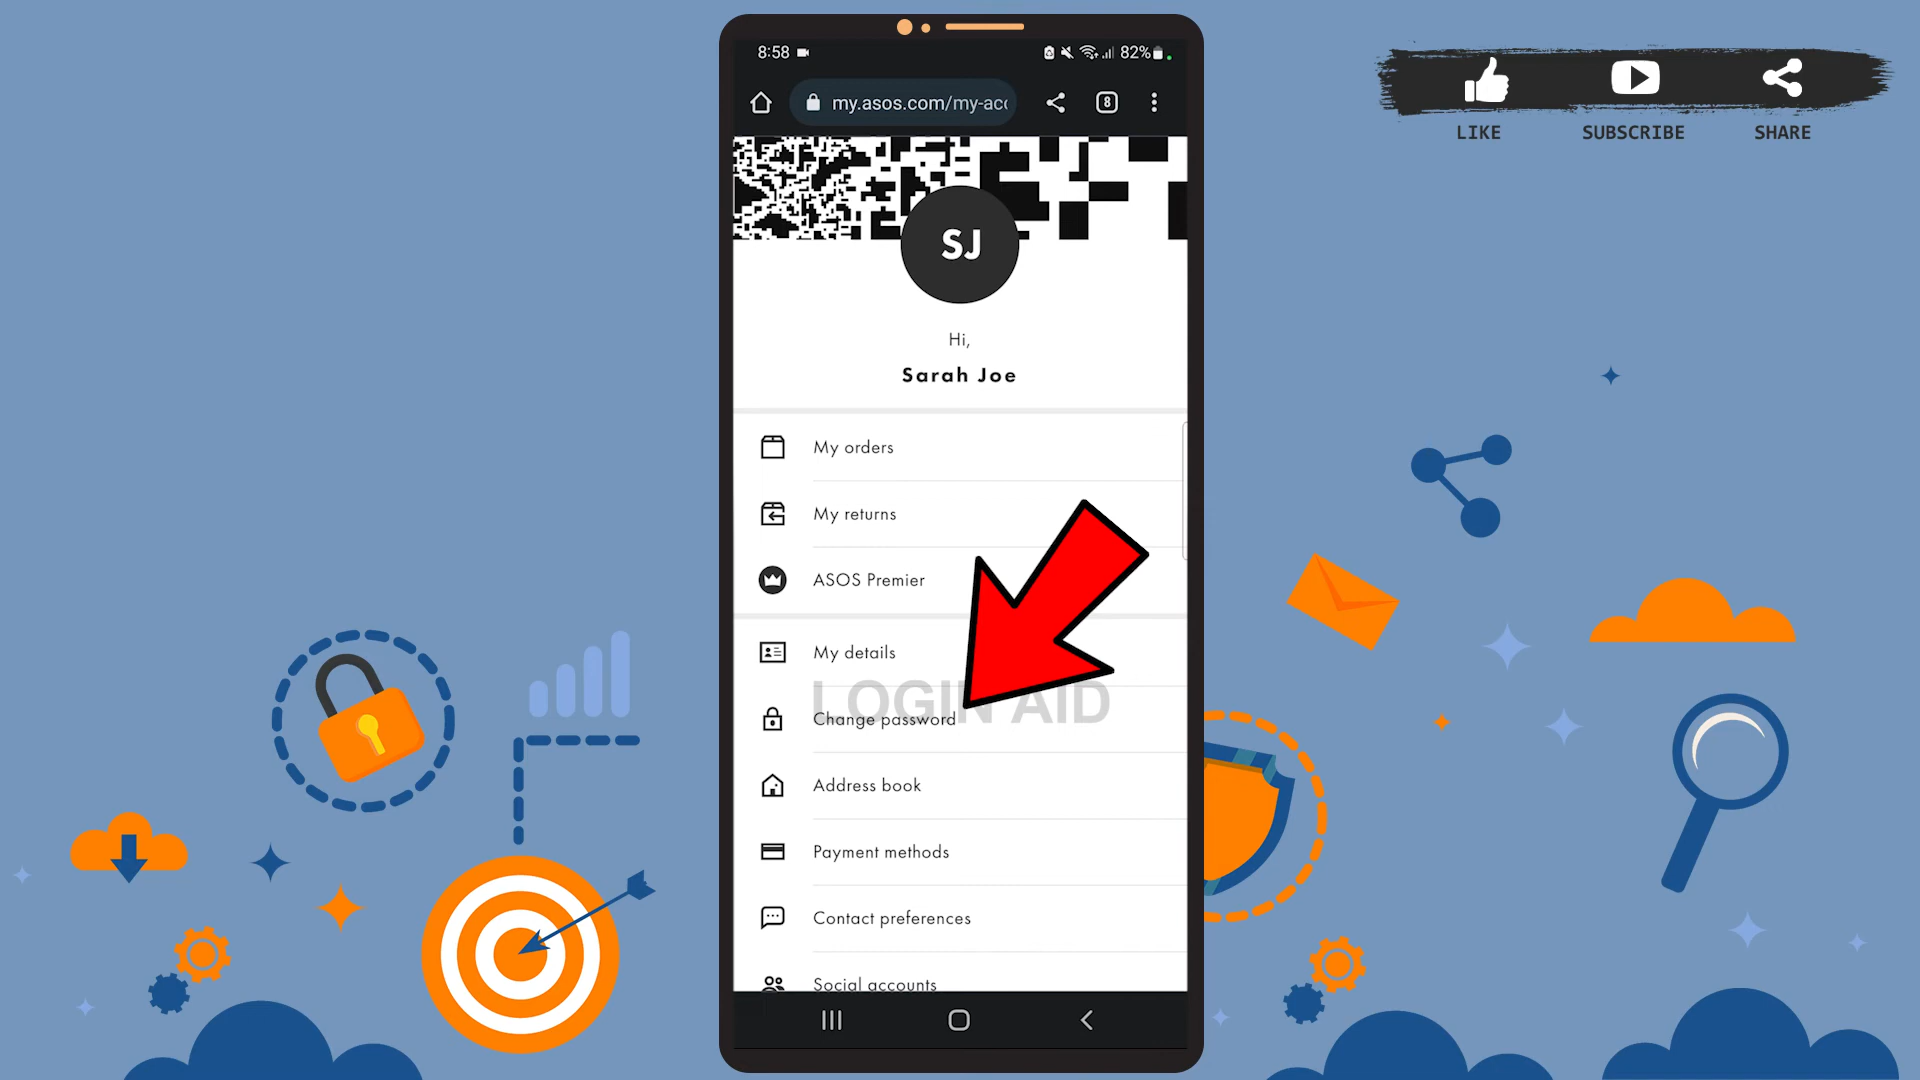 8:58
82%
my.asos.com/my-acc
8
LIKE SUBSCRIBE SHARE
SJ
Hi,
Sarah Joe
My orders
My returns
ASOS Premier
My details
LOGIN AID
Change password
Address book
Payment methods
Contact preferences
Social accounts